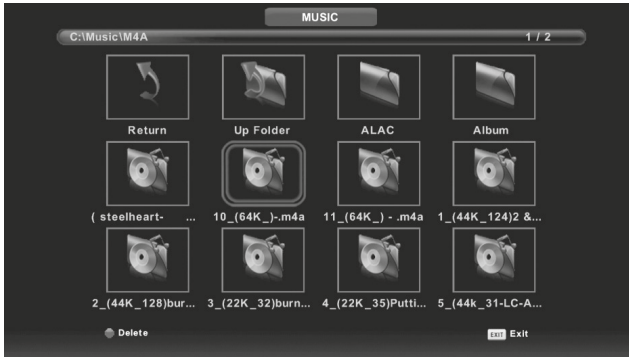 MUSIC
C:\Music\M4A 1 / 2
Return Up Folder ALAC Album
( steelheart- ... 10_(64K_)-.m4a 11_(64K_) - .m4a 1_(44K_124)2 &...
2_(44K_128)bur... 3_(22K_32)burn... 4_(22K_35)Putti... 5_(44k_31-LC-A...
Delete EXIT Exit